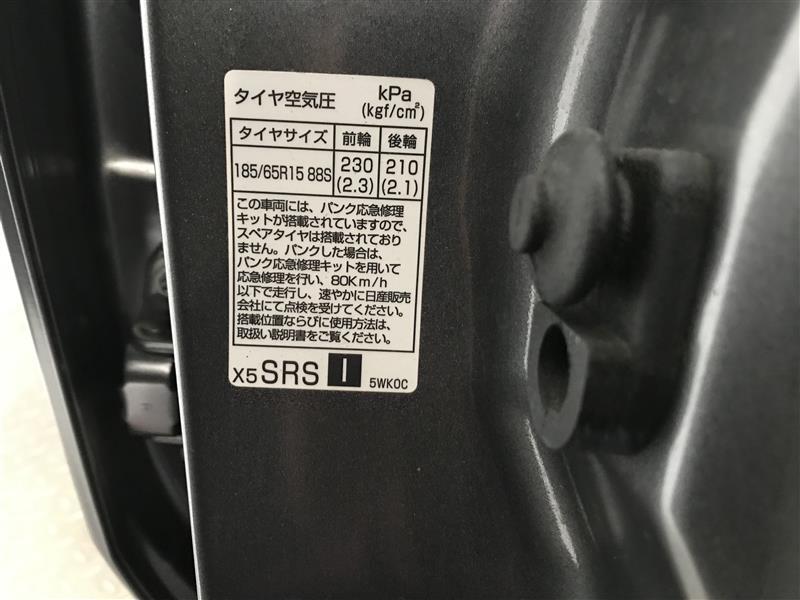 タイヤ空気圧 kPa
(kgf/cm²)
タイヤサイズ 前輪 後輪
185/65R15 88S 230 210
(2.3) (2.1)
この車両には、パンク応急修理
キットが搭載されていますので、
スペアタイヤは搭載されており
ません。パンクした場合は、
パンク応急修理キットを用いて
応急修理を行い、80Km/h
以下で走行し、速やかに日産販売
会社にて点検を受けてください。
搭載位置ならびに使用方法は、
取扱い説明書をご覧ください。
X5 SRS I 5WK0C